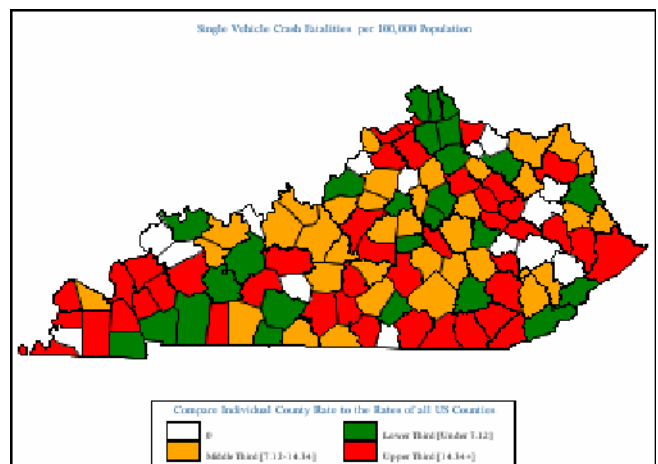 Single Vehicle Crash Fatalities per 100,000 Population
Compare Individual County Rate to the Rates of all US Counties
0
Lower Third [Under 7.12]
Middle Third [7.12-14.34]
Upper Third [14.34+]